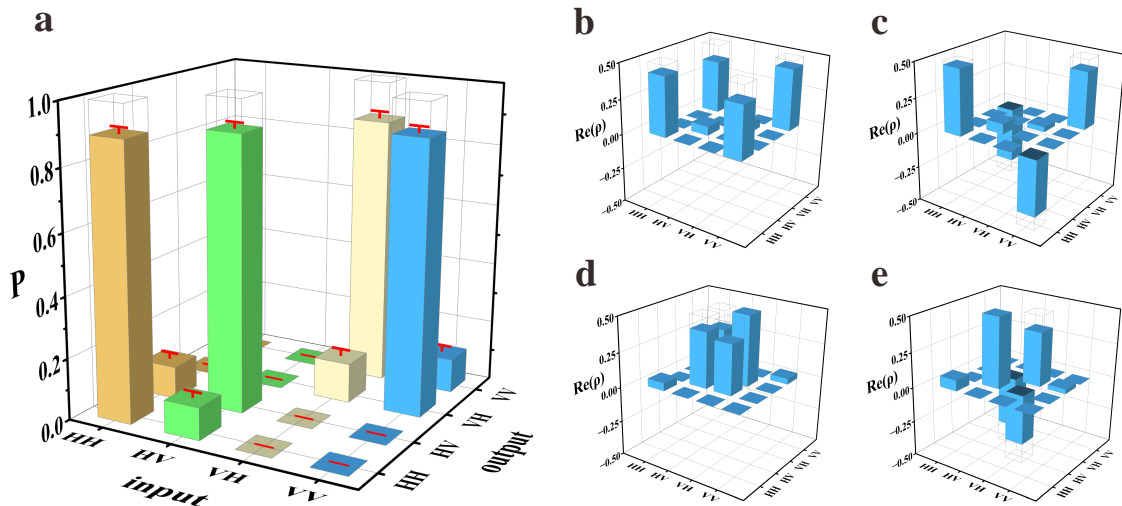 a
1.0
0.8
0.6
0.4
0.2
0.0
P
HH
HV
VH
VV
input
HH
HV
VH
VV
output
b
0.50
0.25
0.00
−0.25
−0.50
Re(ρ)
HH
HV
VH
VV
HH
HV
VH
VV
c
0.50
0.25
0.00
−0.25
−0.50
Re(ρ)
HH
HV
VH
VV
HH
HV
VH
VV
d
0.50
0.25
0.00
−0.25
−0.50
Re(ρ)
HH
HV
VH
VV
HH
HV
VH
VV
e
0.50
0.25
0.00
−0.25
−0.50
Re(ρ)
HH
HV
VH
VV
HH
HV
VH
VV